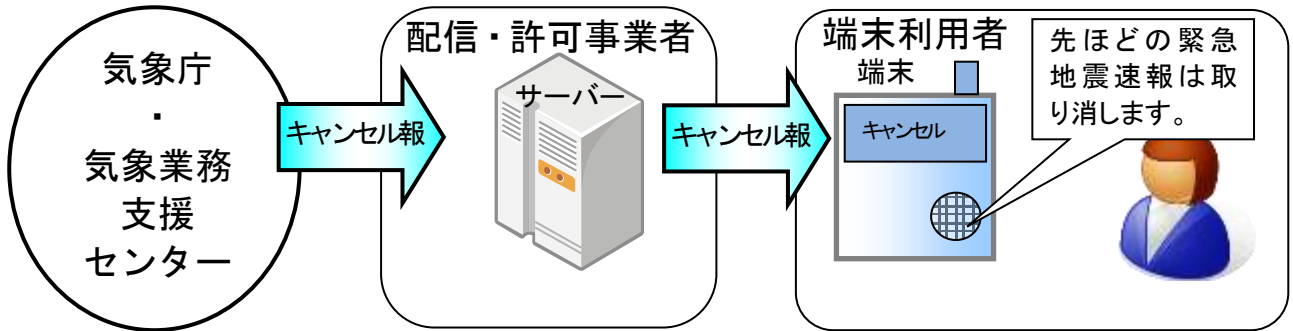 気象庁
・
気象業務
支援
センター
キャンセル報
配信・許可事業者
サーバー
キャンセル報
端末利用者
端末
キャンセル
先ほどの緊急
地震速報は取
り消します。